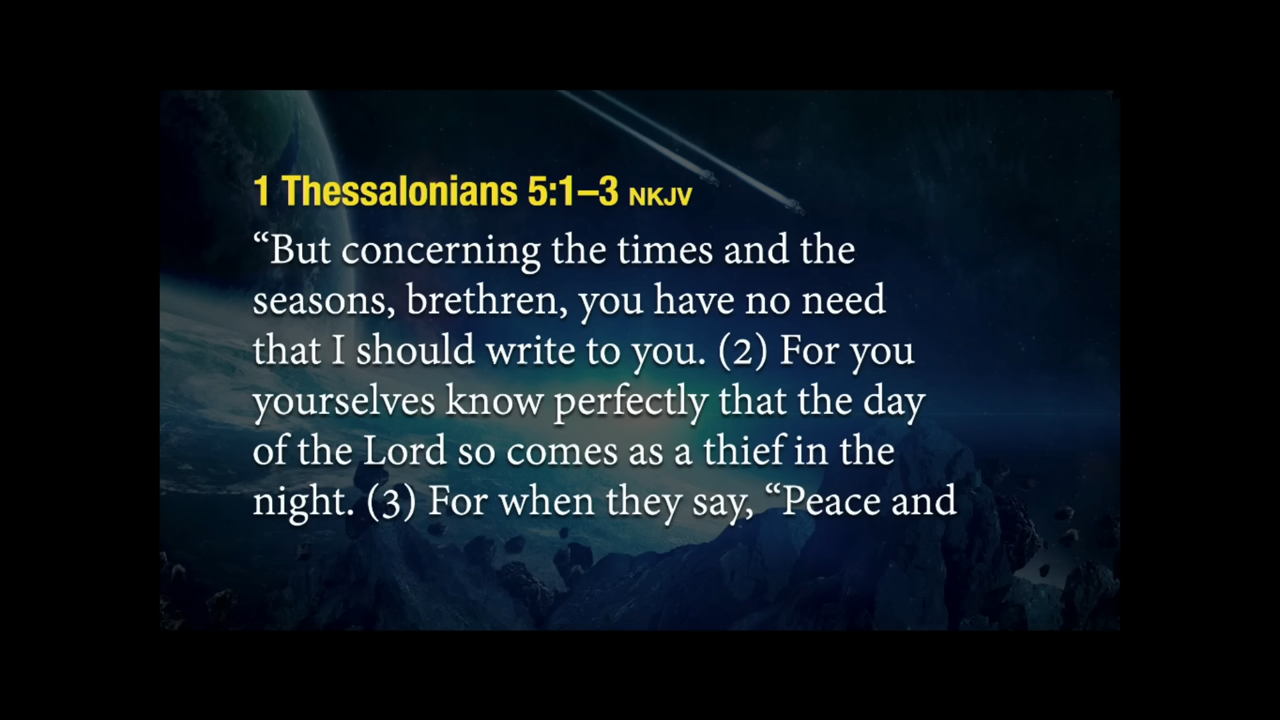 1 Thessalonians 5:1–3 NKJV
“But concerning the times and the
seasons, brethren, you have no need
that I should write to you. (2) For you
yourselves know perfectly that the day
of the Lord so comes as a thief in the
night. (3) For when they say, “Peace and